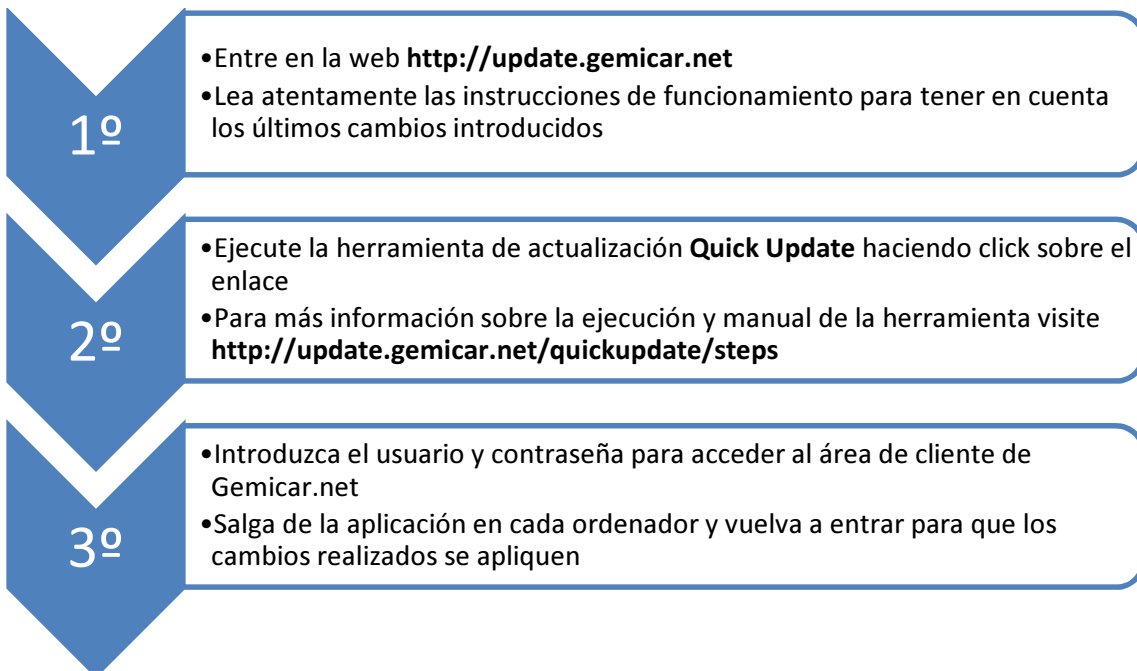 1º
•Entre en la web http://update.gemicar.net
•Lea atentamente las instrucciones de funcionamiento para tener en cuenta
los últimos cambios introducidos
2º
•Ejecute la herramienta de actualización Quick Update haciendo click sobre el
enlace
•Para más información sobre la ejecución y manual de la herramienta visite
http://update.gemicar.net/quickupdate/steps
3º
•Introduzca el usuario y contraseña para acceder al área de cliente de
Gemicar.net
•Salga de la aplicación en cada ordenador y vuelva a entrar para que los
cambios realizados se apliquen